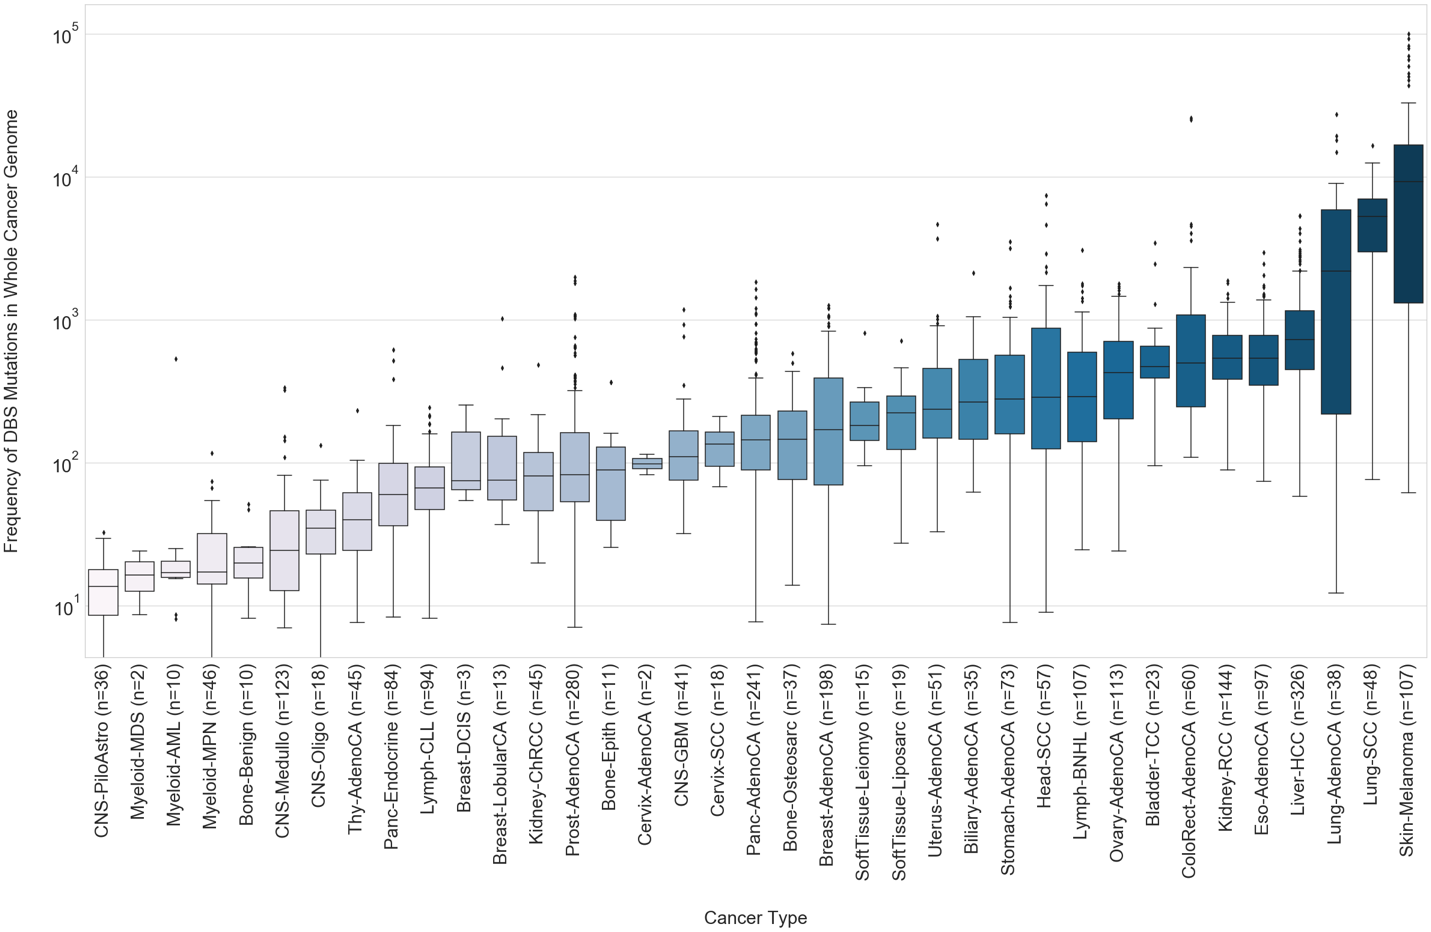 Frequency of DBS Mutations in Whole Cancer Genome
10^5
10^4
10^3
10^2
10^1
CNS-PiloAstro (n=36)
Myeloid-MDS (n=2)
Myeloid-AML (n=10)
Myeloid-MPN (n=46)
Bone-Benign (n=10)
CNS-Medullo (n=123)
CNS-Oligo (n=18)
Thy-AdenoCA (n=45)
Panc-Endocrine (n=84)
Lymph-CLL (n=94)
Breast-DCIS (n=3)
Breast-LobularCA (n=13)
Kidney-ChRCC (n=45)
Prost-AdenoCA (n=280)
Bone-Epith (n=11)
Cervix-AdenoCA (n=2)
CNS-GBM (n=41)
Cervix-SCC (n=18)
Panc-AdenoCA (n=241)
Bone-Osteosarc (n=37)
Breast-AdenoCA (n=198)
SoftTissue-Leiomyo (n=15)
SoftTissue-Liposarc (n=19)
Uterus-AdenoCA (n=51)
Biliary-AdenoCA (n=35)
Stomach-AdenoCA (n=73)
Head-SCC (n=57)
Lymph-BNHL (n=107)
Ovary-AdenoCA (n=113)
Bladder-TCC (n=23)
ColoRect-AdenoCA (n=60)
Kidney-RCC (n=144)
Eso-AdenoCA (n=97)
Liver-HCC (n=326)
Lung-AdenoCA (n=38)
Lung-SCC (n=48)
Skin-Melanoma (n=107)
Cancer Type